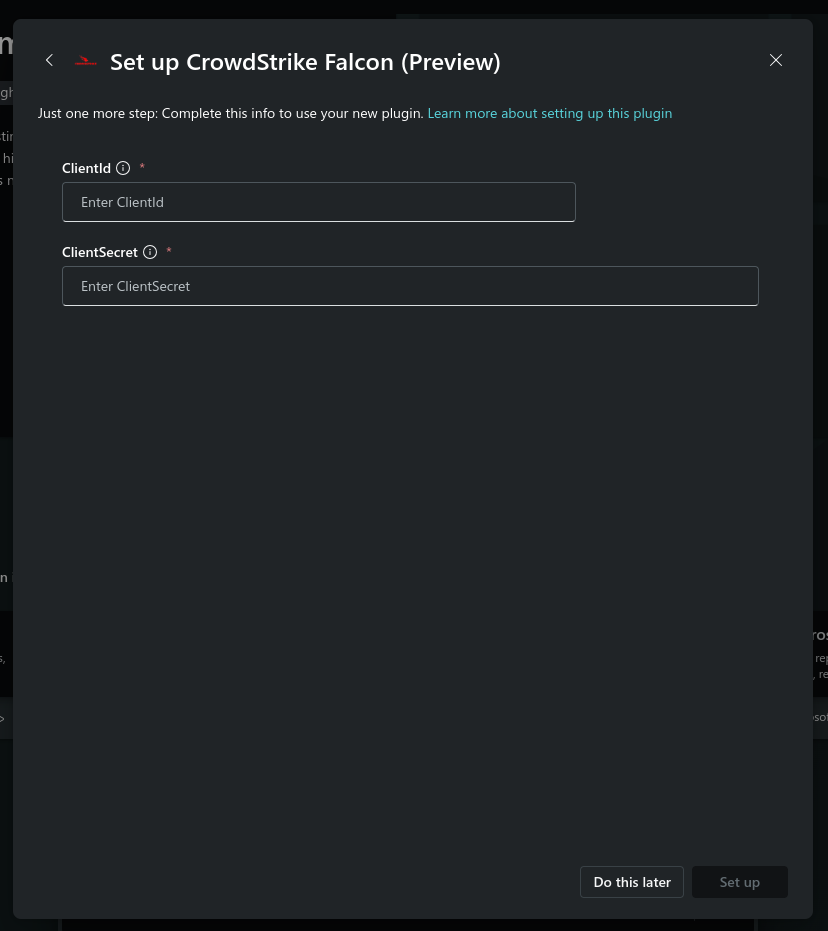 Set up CrowdStrike Falcon (Preview)
Just one more step: Complete this info to use your new plugin. Learn more about setting up this plugin
ClientId *
Enter ClientId
ClientSecret *
Enter ClientSecret
Do this later
Set up